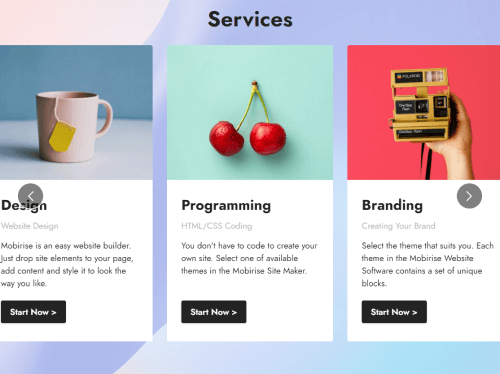 Services
Design
Website Design
Mobirise is an easy website builder.
Just drop site elements to your page,
add content and style it to look the
way you like.
Start Now >
Programming
HTML/CSS Coding
You don't have to code to create your
own site. Select one of available
themes in the Mobirise Site Maker.
Start Now >
POLAROID
Branding
Creating Your Brand
Select the theme that suits you. Each
theme in the Mobirise Website
Software contains a set of unique
blocks.
Start Now >